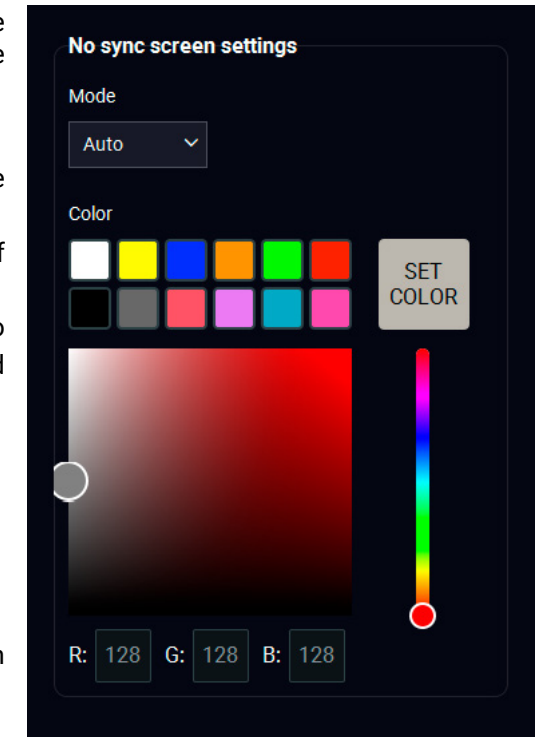 e
e
No sync screen settings
Mode
Auto
e
Color
f
SET
COLOR
o
d
R: 128 G: 128 B: 128
n